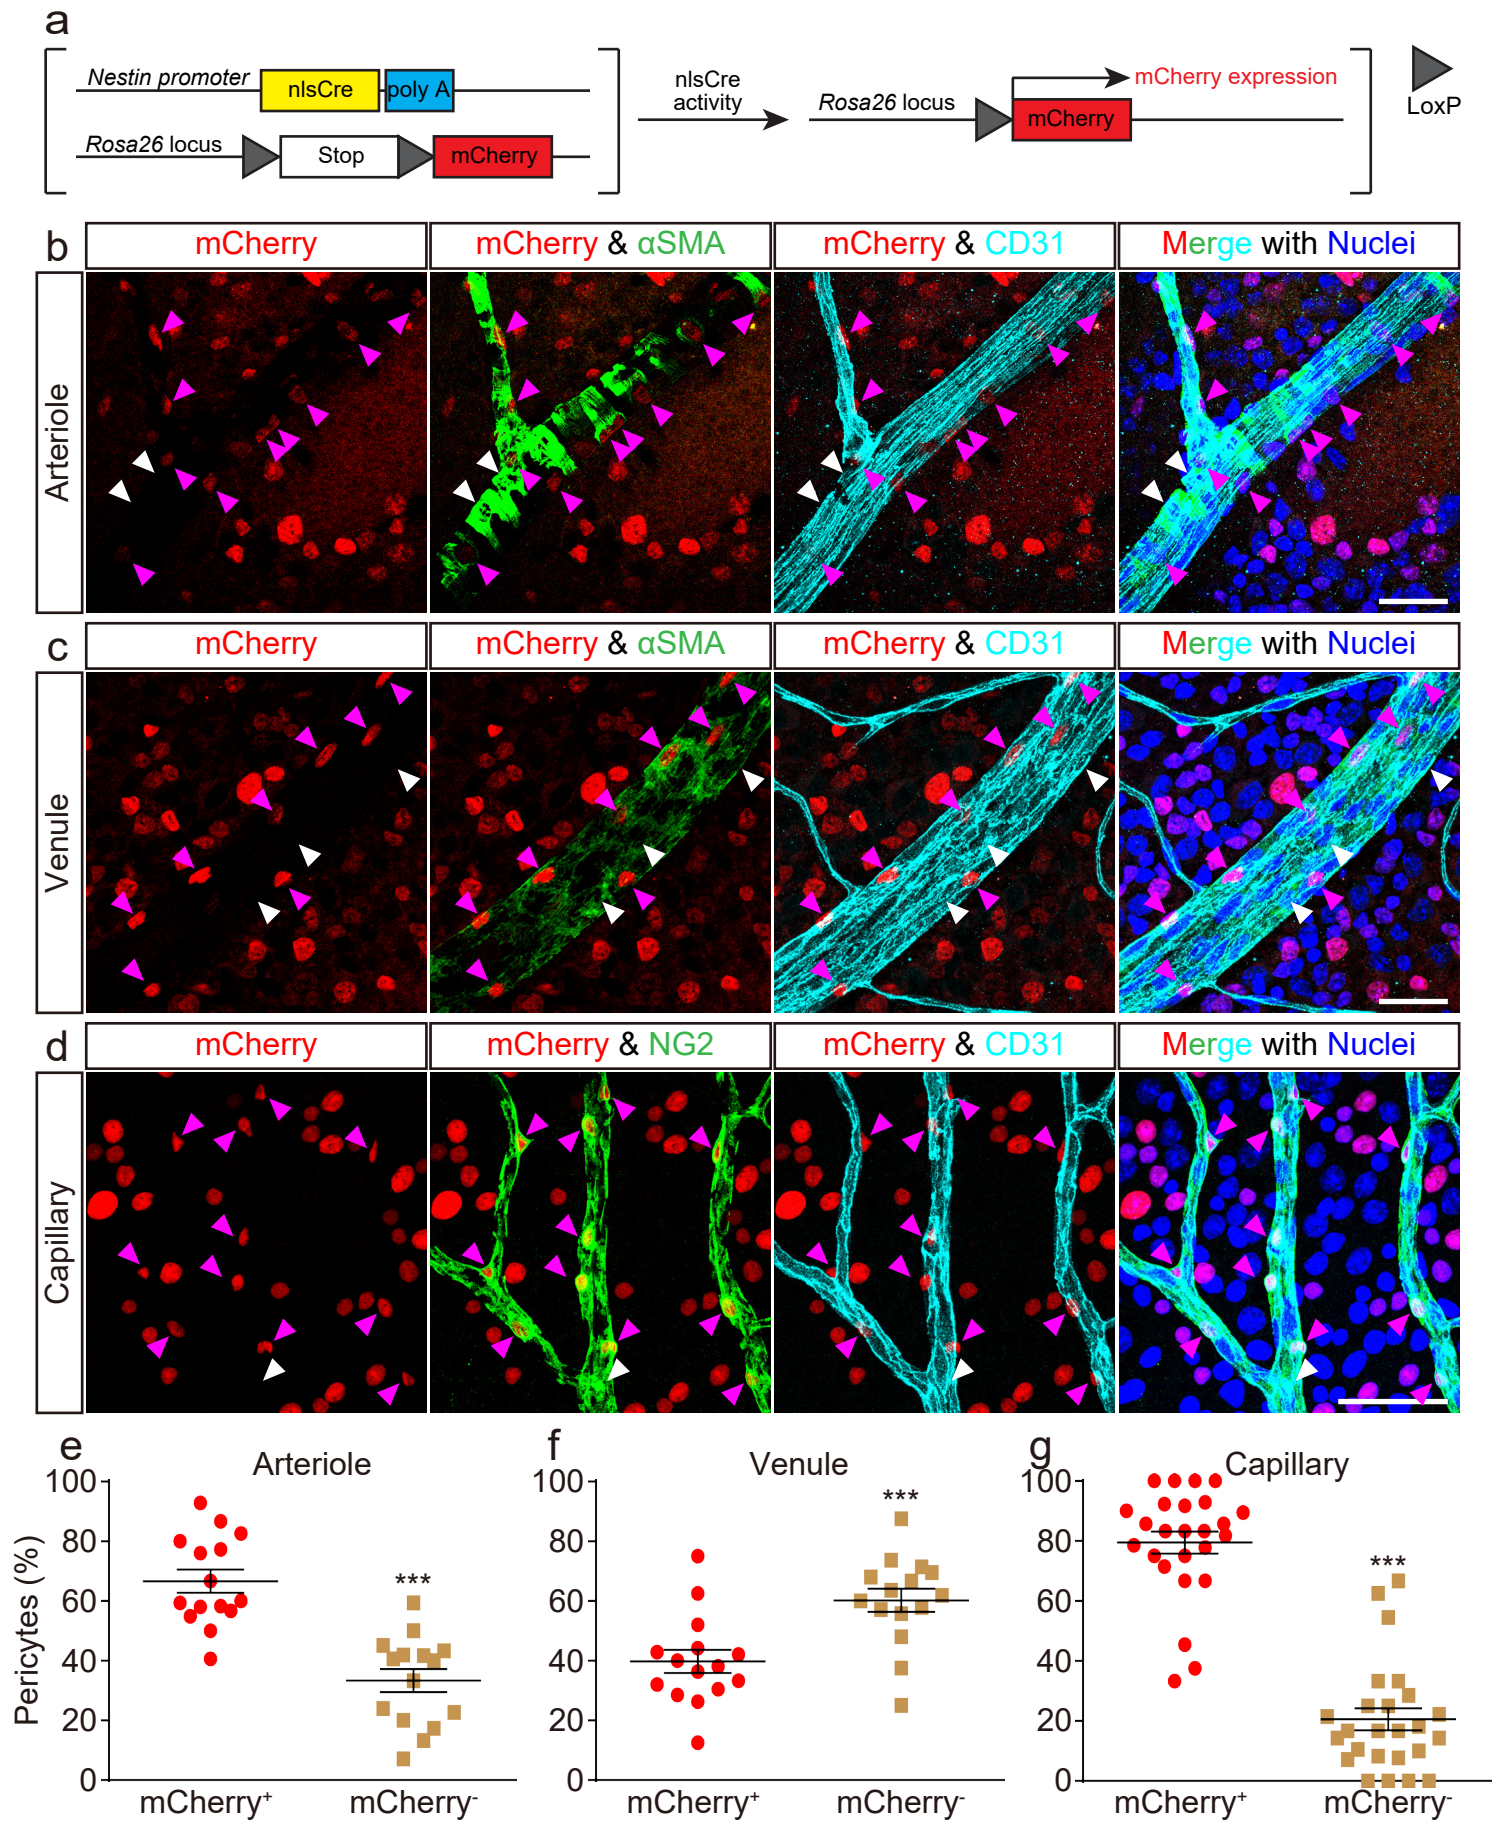 a
Nestin promoter
nlsCre
poly A
Rosa26 locus
Stop
mCherry
nlsCre
activity
Rosa26 locus
mCherry
mCherry expression
LoxP
b
mCherry
mCherry & αSMA
mCherry & CD31
Merge with Nuclei
Arteriole
c
mCherry
mCherry & αSMA
mCherry & CD31
Merge with Nuclei
Venule
d
mCherry
mCherry & NG2
mCherry & CD31
Merge with Nuclei
Capillary
e
Arteriole
Pericytes (%)
100
80
60
40
20
0
***
mCherry⁺
mCherry⁻
f
Venule
100
80
60
40
20
0
***
mCherry⁺
mCherry⁻
g
Capillary
100
80
60
40
20
0
***
mCherry⁺
mCherry⁻